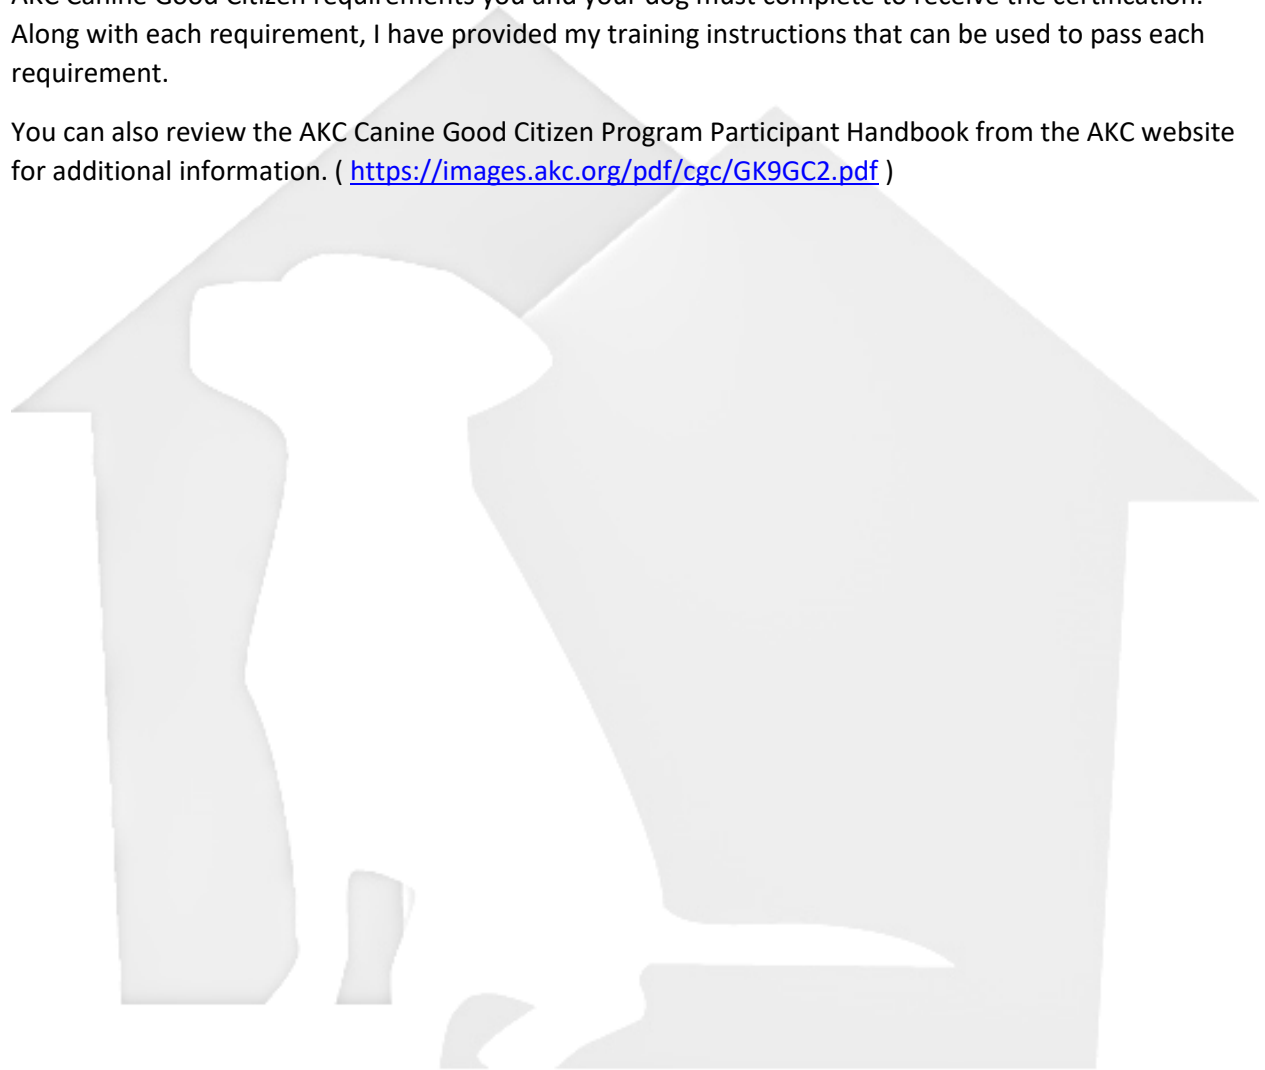 AKC Canine Good Citizen requirements you and your dog must complete to receive the certification.
Along with each requirement, I have provided my training instructions that can be used to pass each
requirement.
You can also review the AKC Canine Good Citizen Program Participant Handbook from the AKC website
for additional information. ( https://images.akc.org/pdf/cgc/GK9GC2.pdf )